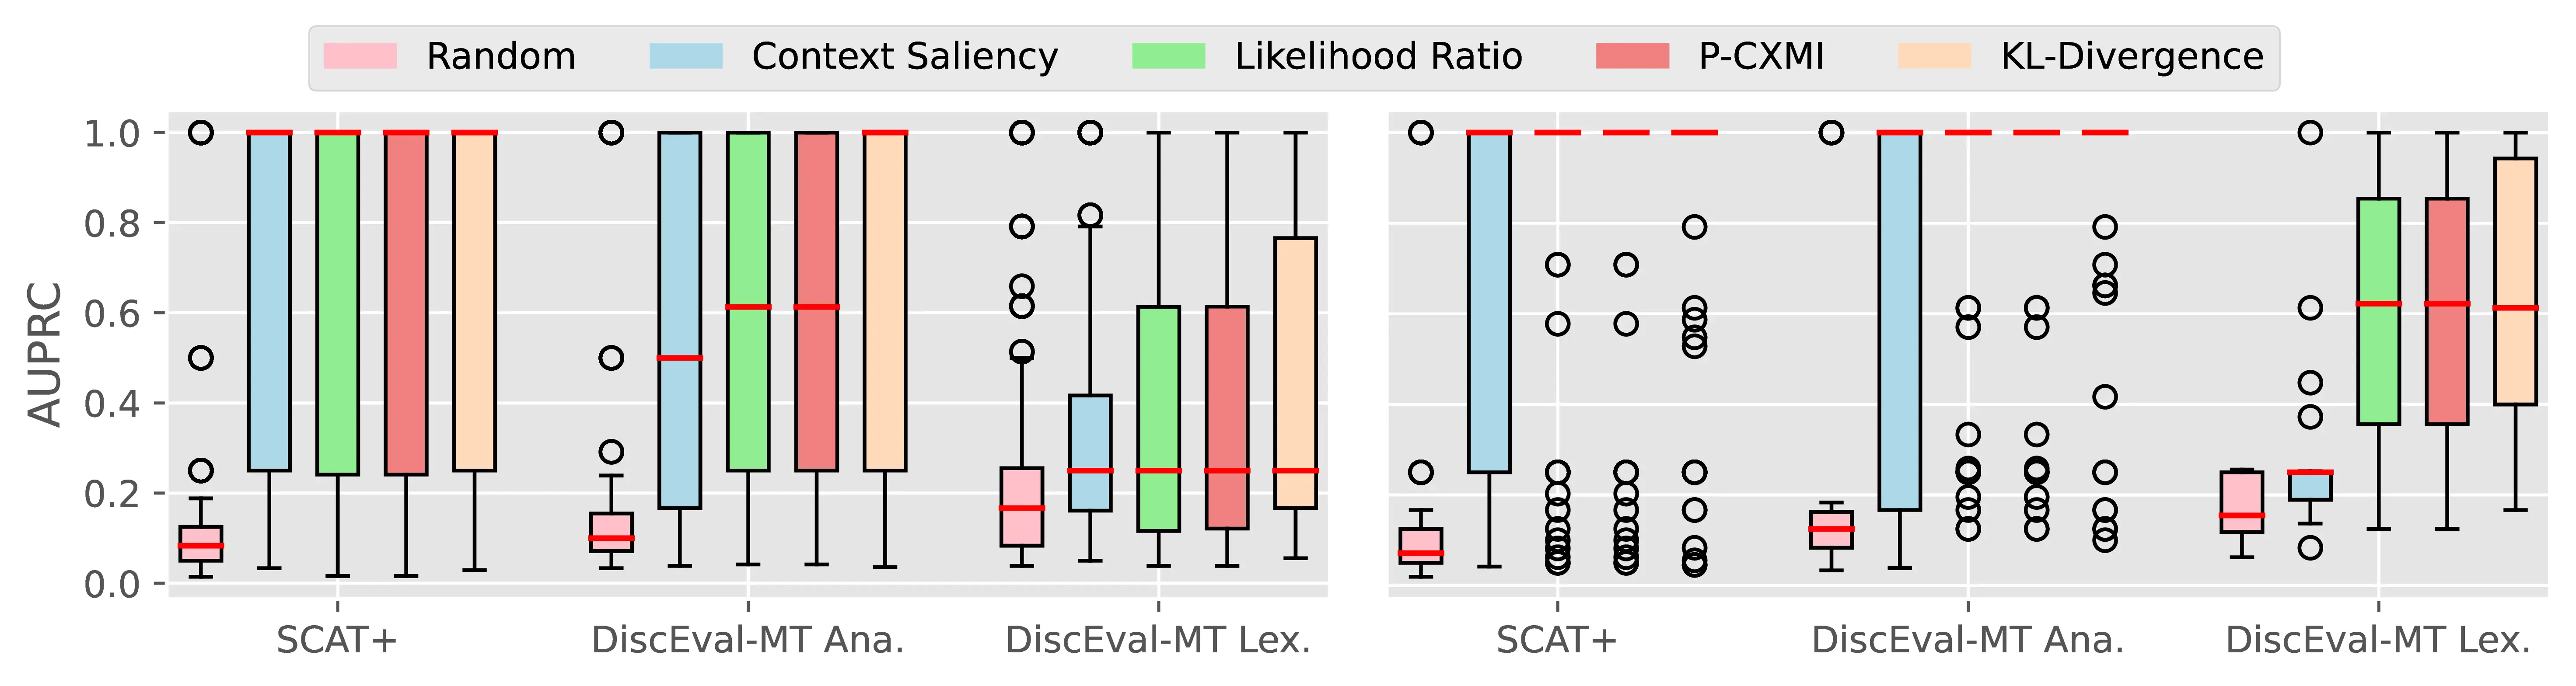 Random Context Saliency Likelihood Ratio P-CXMI KL-Divergence
AUPRC
1.0
0.8
0.6
0.4
0.2
0.0
SCAT+ DiscEval-MT Ana. DiscEval-MT Lex. SCAT+ DiscEval-MT Ana. DiscEval-MT Lex.